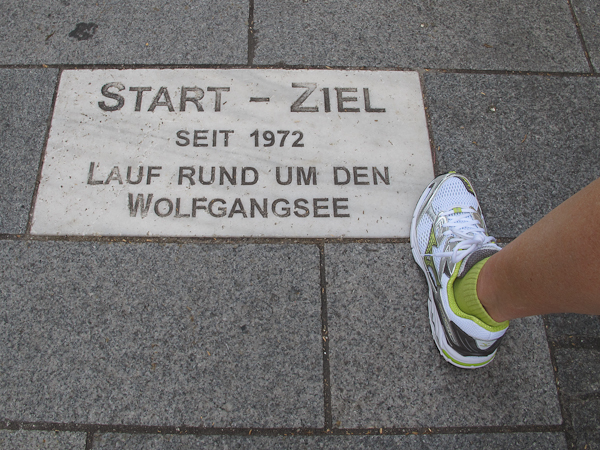 START – ZIEL
SEIT 1972
LAUF RUND UM DEN
WOLFGANGSEE